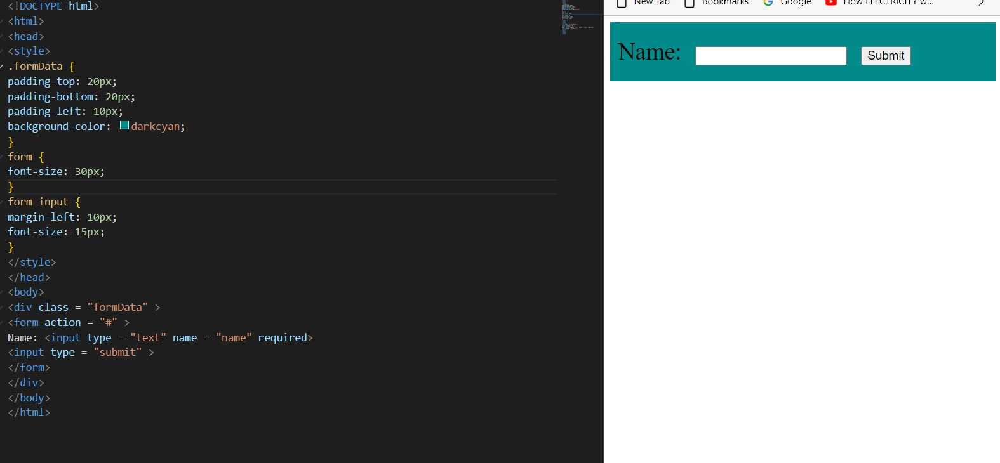 <!DOCTYPE html>
<html>
<head>
<style>
.formData {
padding-top: 20px;
padding-bottom: 20px;
padding-left: 10px;
background-color: darkcyan;
}
form {
font-size: 30px;
}
form input {
margin-left: 10px;
font-size: 15px;
}
</style>
</head>
<body>
<div class = "formData" >
<form action = "#" >
Name: <input type = "text" name = "name" required>
<input type = "submit" >
</form>
</div>
</body>
</html>
New Tab Bookmarks Google How ELECTRICITY w...
Name: Submit